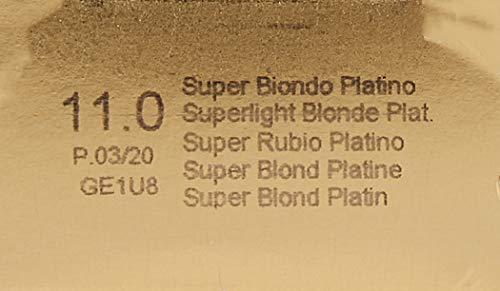 11.0
P.03/20
GE1U8
Super Biondo Platino
Superlight Blonde Plat.
Super Rubio Platino
Super Blond Platine
Super Blond Platin